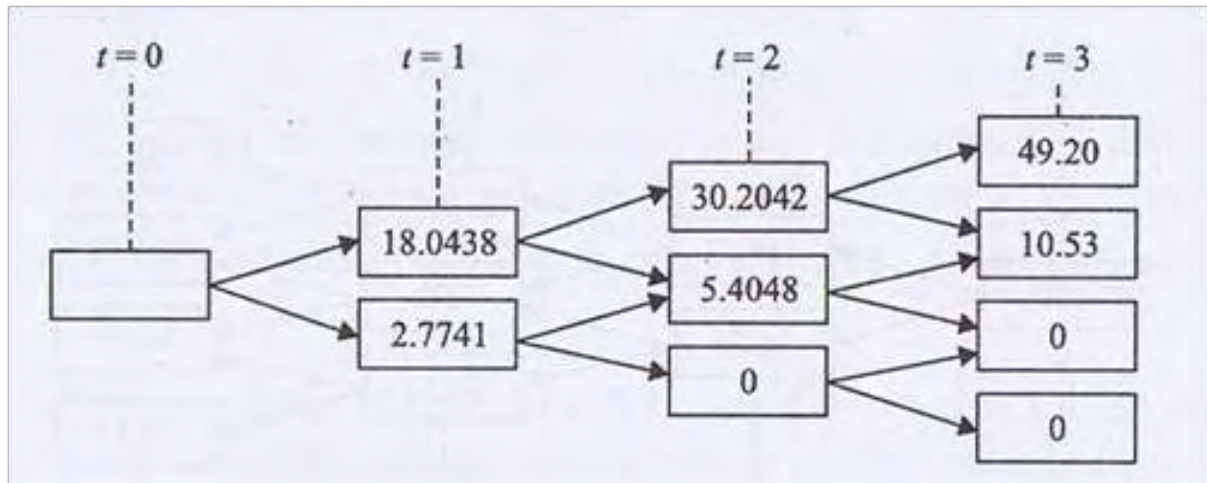 t = 0
t = 1
t = 2
t = 3
49.20
30.2042
10.53
18.0438
5.4048
2.7741
0
0
0